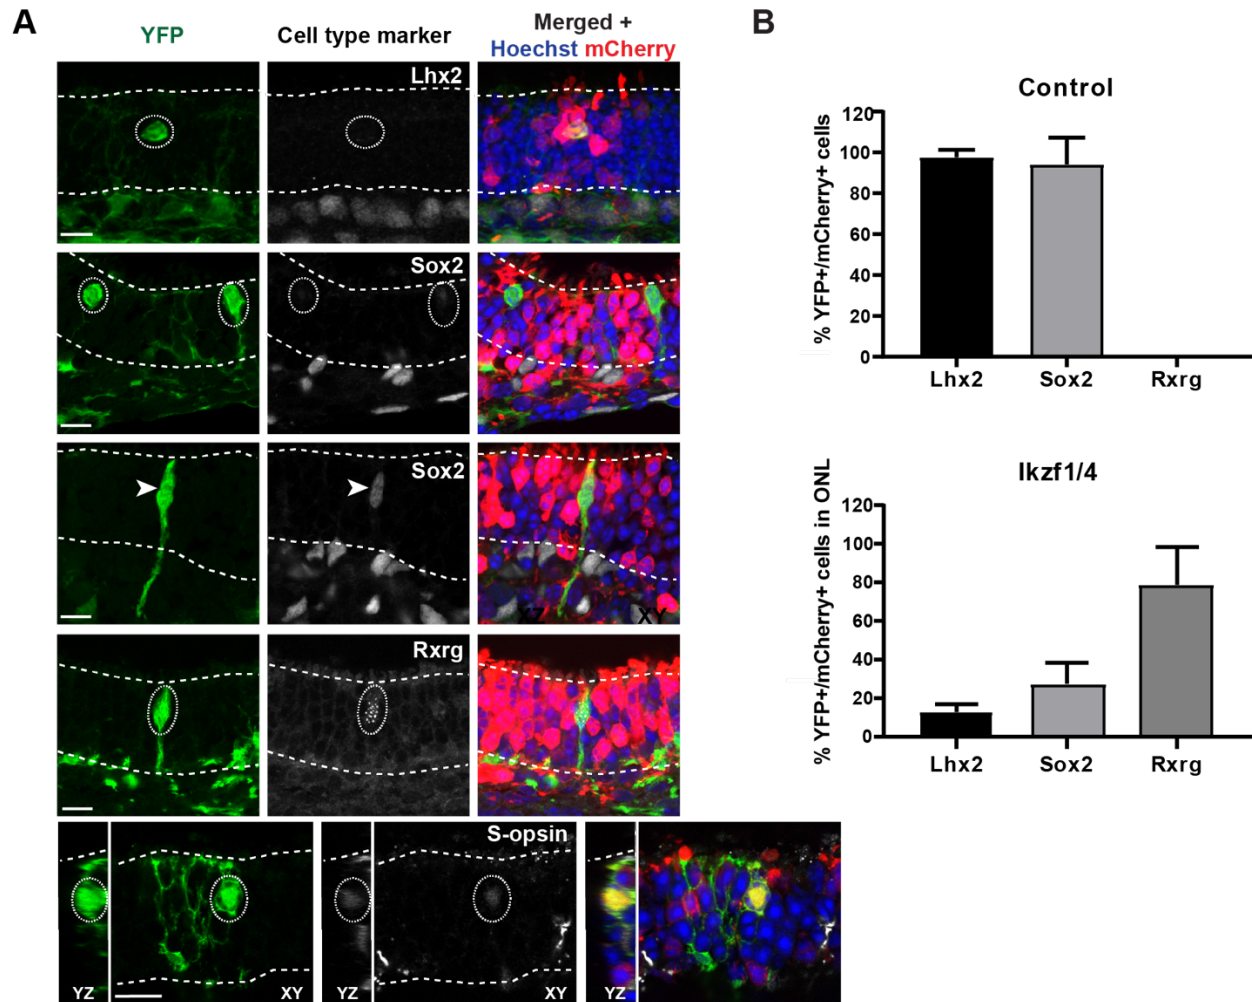 A
YFP
Cell type marker
Merged +
Hoechst mCherry
Lhx2
Sox2
Sox2
XZ
XY
Rxrg
S-opsin
YZ
XY
YZ
XY
YZ
B
Control
% YFP+/mCherry+ cells
120
100
80
60
40
20
0
Lhx2
Sox2
Rxrg
Ikzf1/4
% YFP+/mCherry+ cells in ONL
120
100
80
60
40
20
0
Lhx2
Sox2
Rxrg